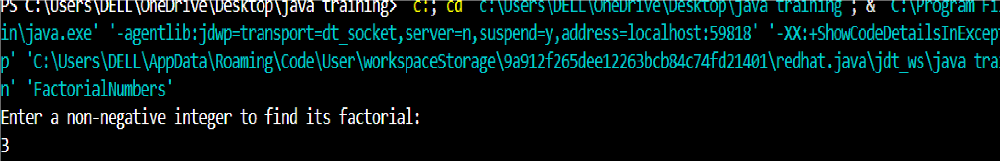 PS C:\Users\DELL\OneDrive\Desktop\java training> c:; cd 'c:\Users\DELL\OneDrive\Desktop\java training'; & 'C:\Program Fi
in\java.exe' '-agentlib:jdwp=transport=dt_socket,server=n,suspend=y,address=localhost:59818' '-XX:+ShowCodeDetailsInExcep
p' 'C:\Users\DELL\AppData\Roaming\Code\User\workspaceStorage\9a912f265dee12263bcb84c74fd21401\redhat.java\jdt_ws\java trai
n' 'FactorialNumbers'
Enter a non-negative integer to find its factorial:
3